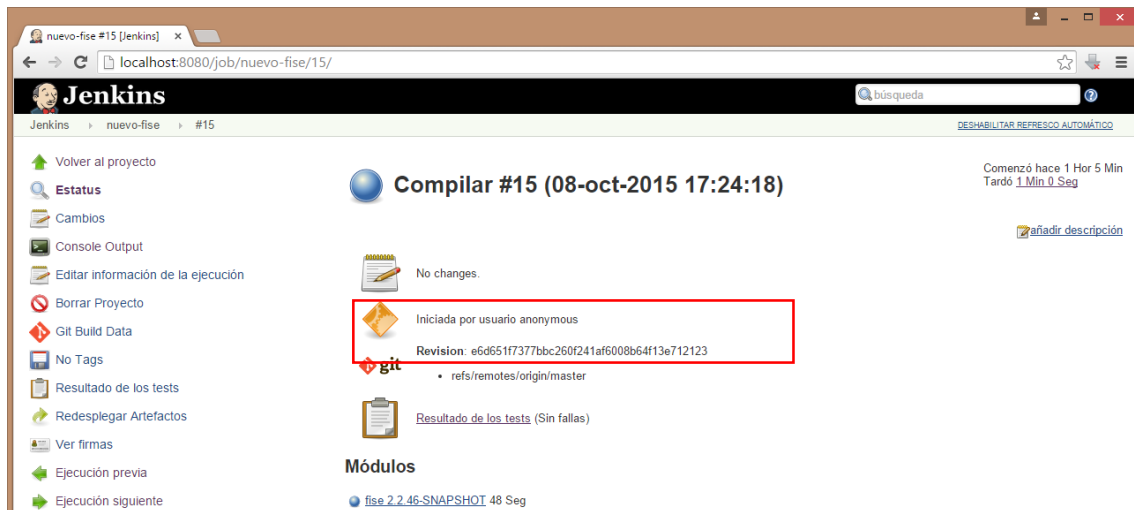 nuevo-fise #15 [Jenkins]
localhost:8080/job/nuevo-fise/15/
Jenkins
búsqueda
Jenkins nuevo-fise #15
DESHABILITAR REFRESCO AUTOMÁTICO
Volver al proyecto
Estatus
Cambios
Console Output
Editar información de la ejecución
Borrar Proyecto
Git Build Data
No Tags
Resultado de los tests
Redesplegar Artefactos
Ver firmas
Ejecución previa
Ejecución siguiente
Compilar #15 (08-oct-2015 17:24:18)
Comenzó hace 1 Hor 5 Min
Tardó 1 Min 0 Seg
añadir descripción
No changes.
Iniciada por usuario anonymous
Revision: e6d651f7377bbc260f241af6008b64f13e712123
git
refs/remotes/origin/master
Resultado de los tests (Sin fallas)
Módulos
fise 2.2.46-SNAPSHOT 48 Seg